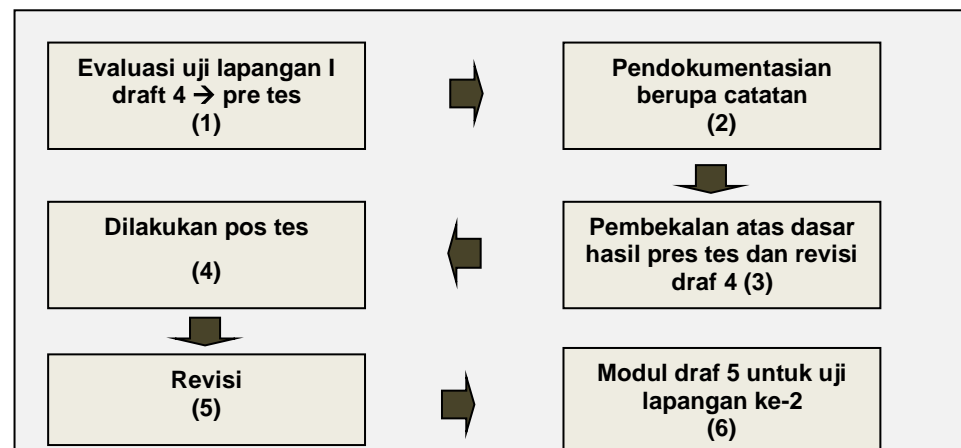 Evaluasi uji lapangan I
draft 4 → pre tes
(1)
Pendokumentasian
berupa catatan
(2)
Pembekalan atas dasar
hasil pres tes dan revisi
draf 4 (3)
Dilakukan pos tes
(4)
Revisi
(5)
Modul draf 5 untuk uji
lapangan ke-2
(6)